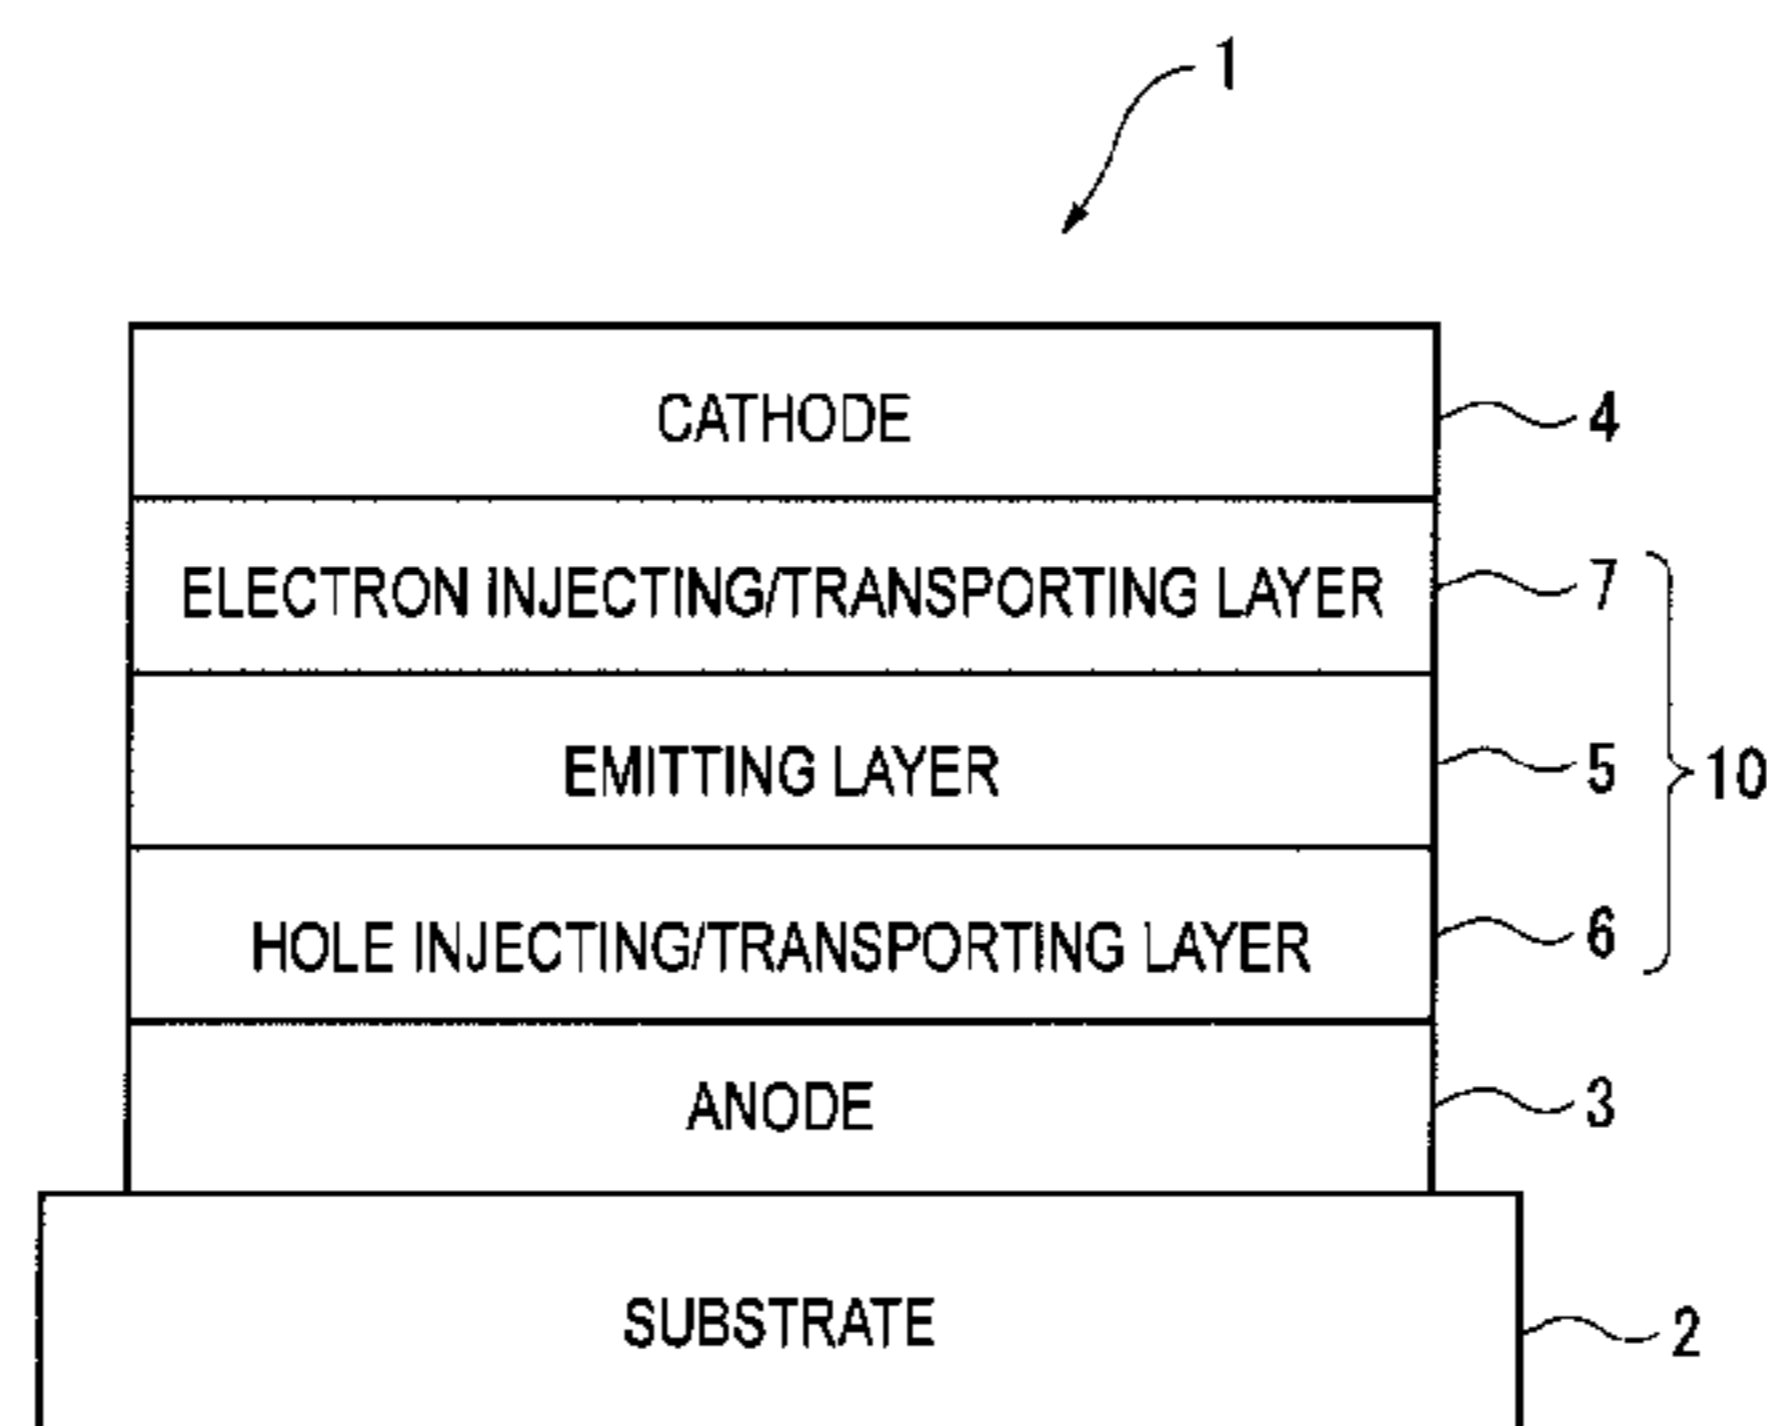 1
CATHODE 4
ELECTRON INJECTING/TRANSPORTING LAYER 7
EMITTING LAYER 5 10
HOLE INJECTING/TRANSPORTING LAYER 6
ANODE 3
SUBSTRATE 2